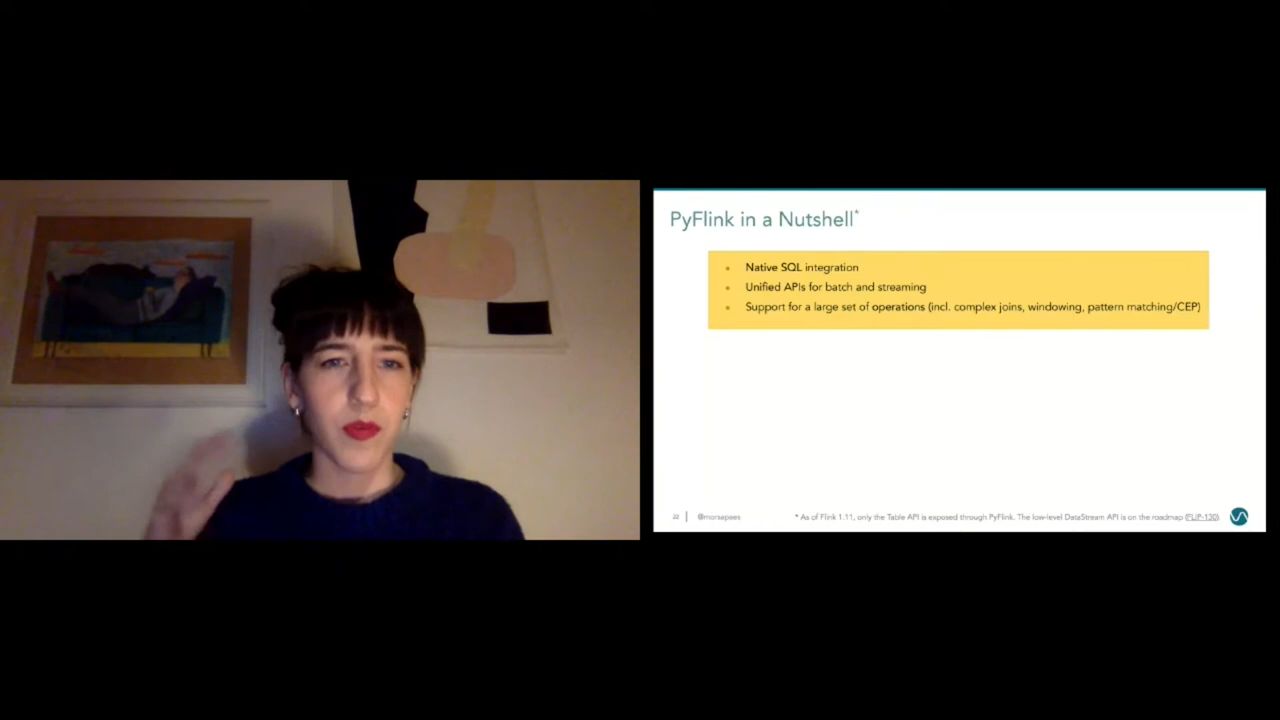 PyFlink in a Nutshell*
• Native SQL integration
• Unified APIs for batch and streaming
• Support for a large set of operations (incl. complex joins, windowing, pattern matching/CEP)
22 | @morsapaes
* As of Flink 1.11, only the Table API is exposed through PyFlink. The low-level DataStream API is on the roadmap (FLIP-130).